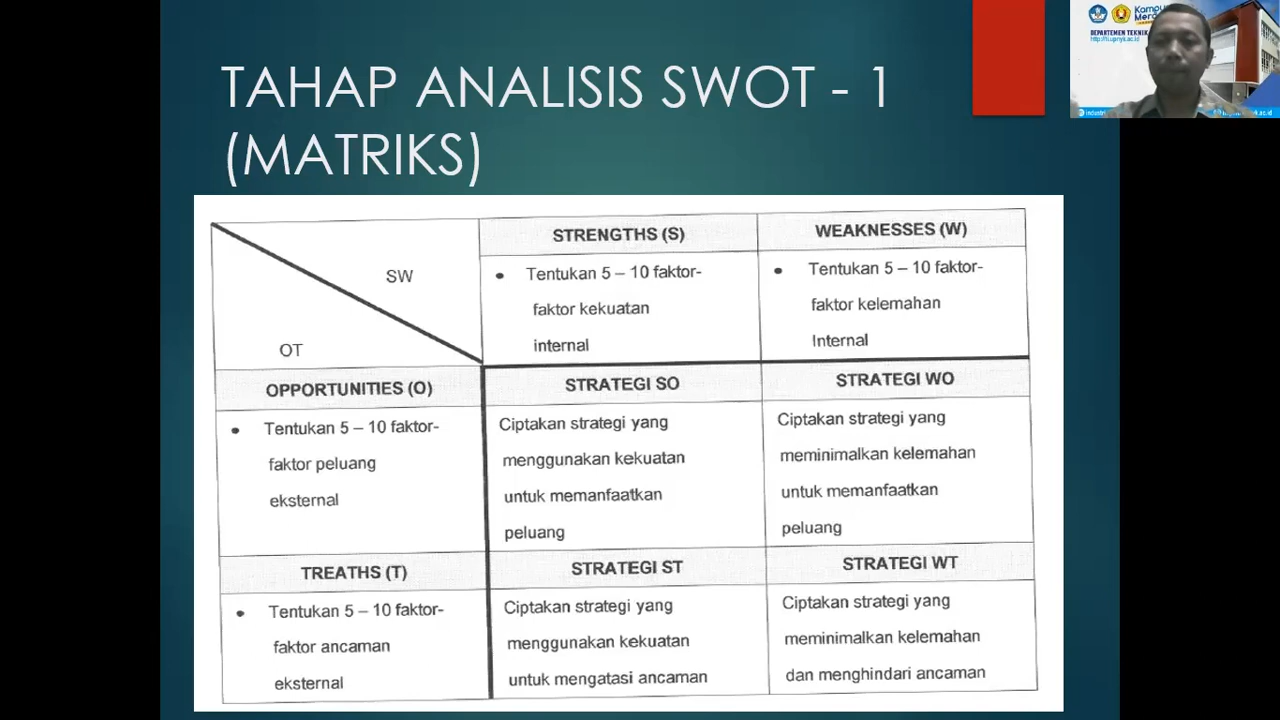 TAHAP ANALISIS SWOT - 1
(MATRIKS)
DEPARTEMEN TEKNIK
SW
OT
STRENGTHS (S)
• Tentukan 5 – 10 faktor-
faktor kekuatan
internal
WEAKNESSES (W)
• Tentukan 5 – 10 faktor-
faktor kelemahan
Internal
OPPORTUNITIES (O)
• Tentukan 5 – 10 faktor-
faktor peluang
eksternal
STRATEGI SO
Ciptakan strategi yang
menggunakan kekuatan
untuk memanfaatkan
peluang
STRATEGI WO
Ciptakan strategi yang
meminimalkan kelemahan
untuk memanfaatkan
peluang
TREATHS (T)
• Tentukan 5 – 10 faktor-
faktor ancaman
eksternal
STRATEGI ST
Ciptakan strategi yang
menggunakan kekuatan
untuk mengatasi ancaman
STRATEGI WT
Ciptakan strategi yang
meminimalkan kelemahan
dan menghindari ancaman